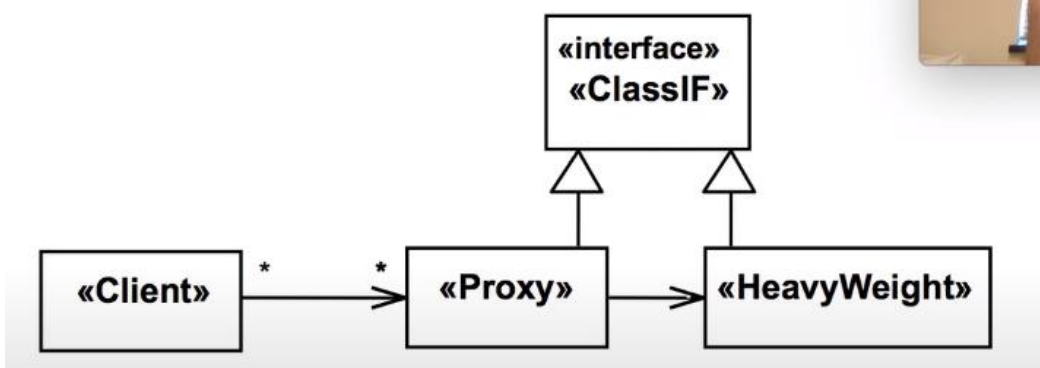 «interface»
«ClassIF»
* *
«Client»
«Proxy»
«HeavyWeight»